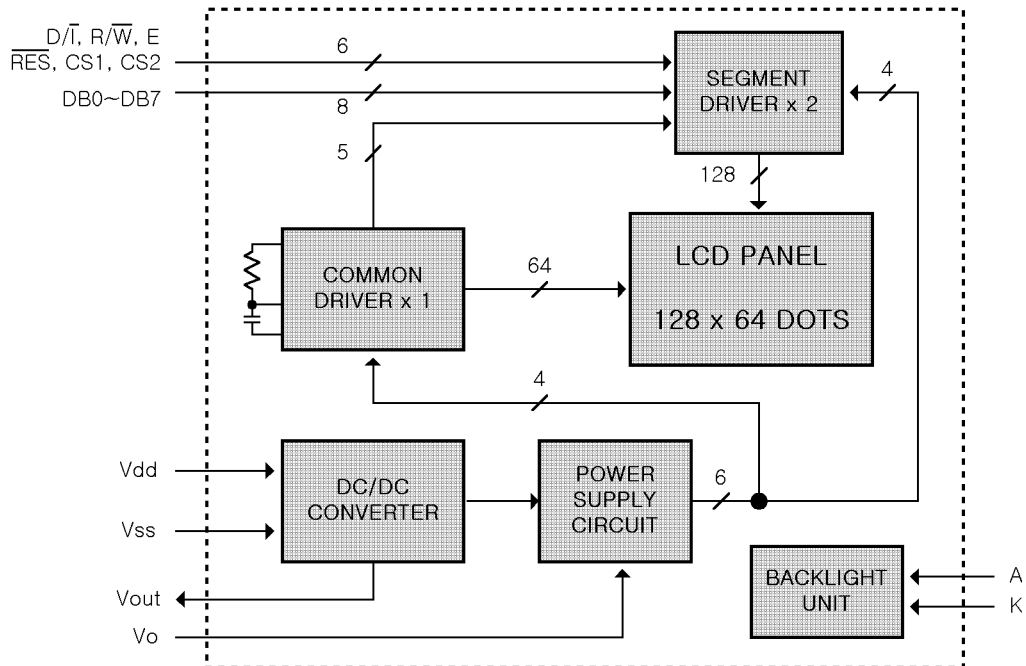 D/I̅, R/W̅, E
R̅E̅S̅, CS1, CS2
6
DB0~DB7
8
5
SEGMENT
DRIVER x 2
4
128
COMMON
DRIVER x 1
64
LCD PANEL
128 x 64 DOTS
4
Vdd
Vss
DC/DC
CONVERTER
POWER
SUPPLY
CIRCUIT
6
Vout
Vo
BACKLIGHT
UNIT
A
K